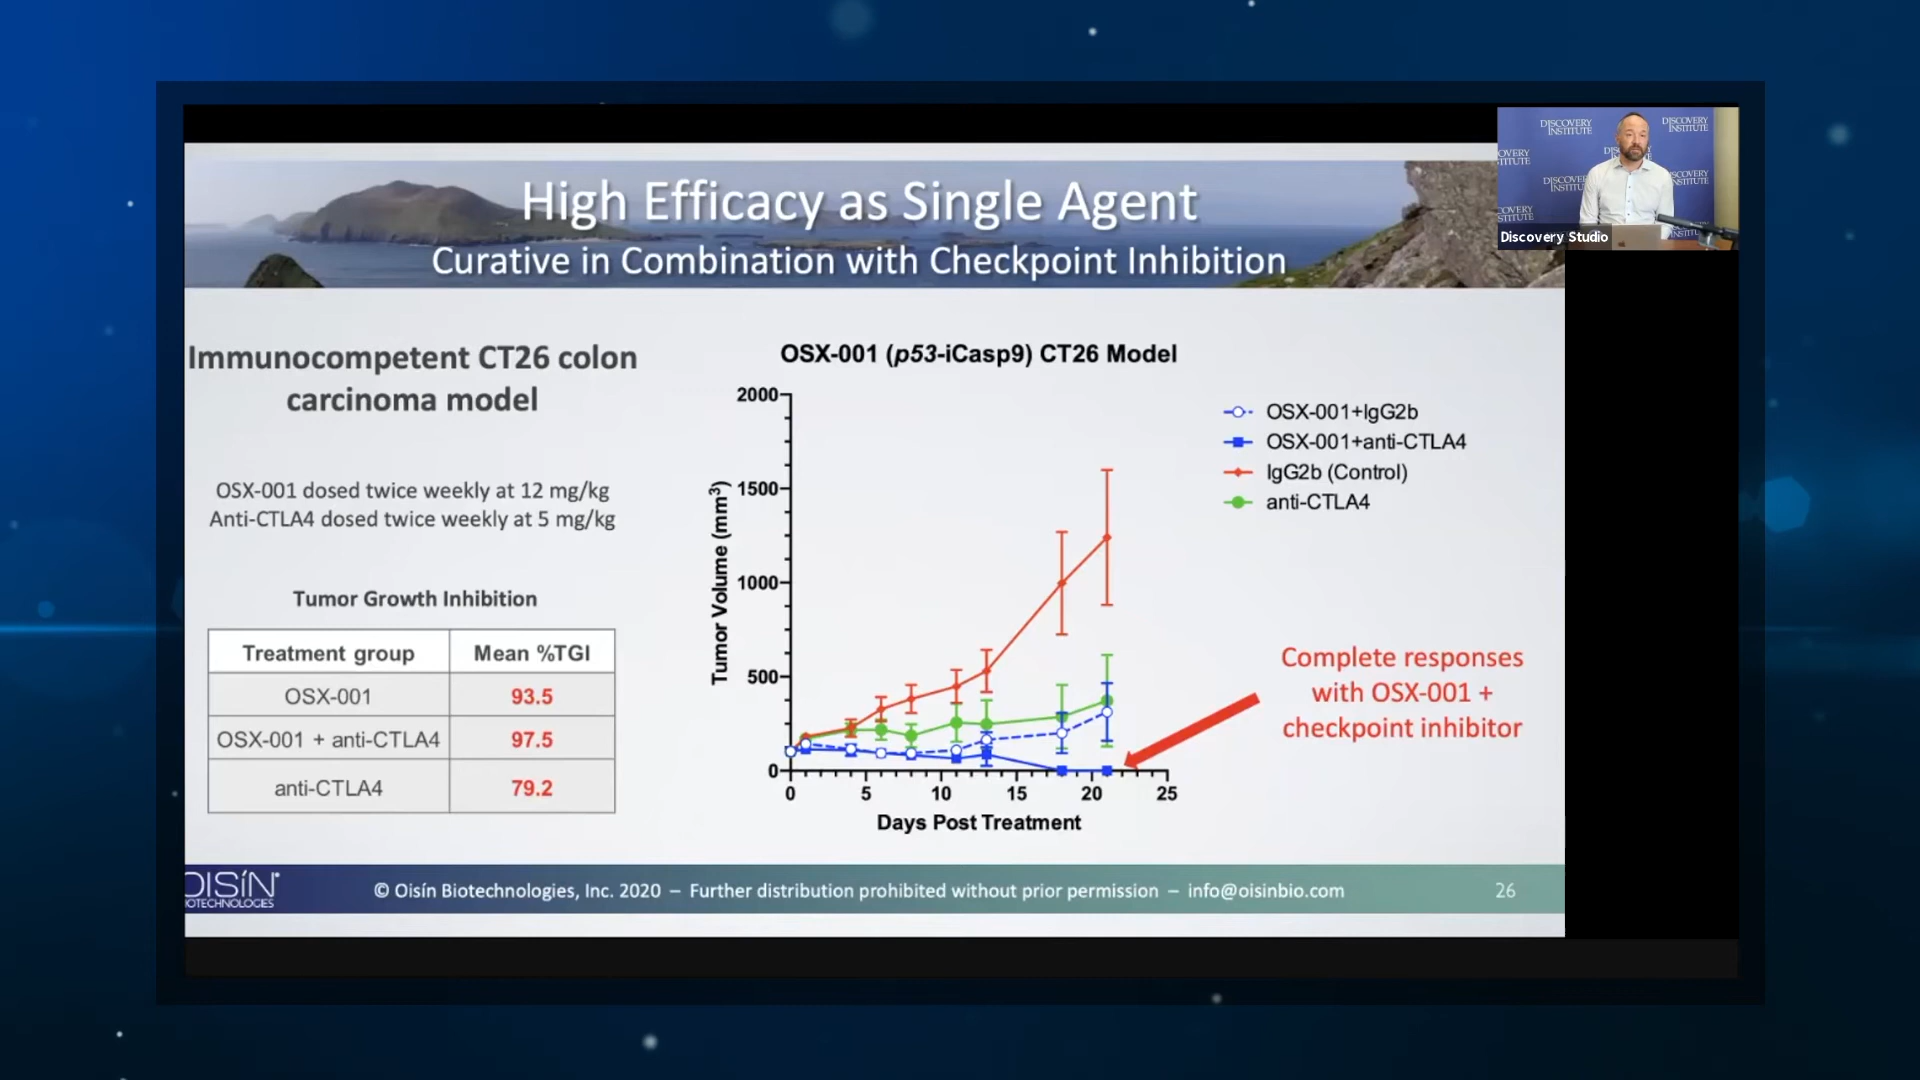 High Efficacy as Single Agent
Curative in Combination with Checkpoint Inhibition
DISCOVERY
INSTITUTE
DISCOVERY
INSTITUTE
Discovery Studio
Immunocompetent CT26 colon
carcinoma model
OSX-001 dosed twice weekly at 12 mg/kg
Anti-CTLA4 dosed twice weekly at 5 mg/kg
Tumor Growth Inhibition
Treatment group Mean %TGI
OSX-001 93.5
OSX-001 + anti-CTLA4 97.5
anti-CTLA4 79.2
OSX-001 (p53-iCasp9) CT26 Model
Tumor Volume (mm³)
2000
1500
1000
500
0
0 5 10 15 20 25
Days Post Treatment
OSX-001+IgG2b
OSX-001+anti-CTLA4
IgG2b (Control)
anti-CTLA4
Complete responses
with OSX-001 +
checkpoint inhibitor
OISÍN
IOTECHNOLOGIES
© Oisín Biotechnologies, Inc. 2020 – Further distribution prohibited without prior permission – info@oisinbio.com
26